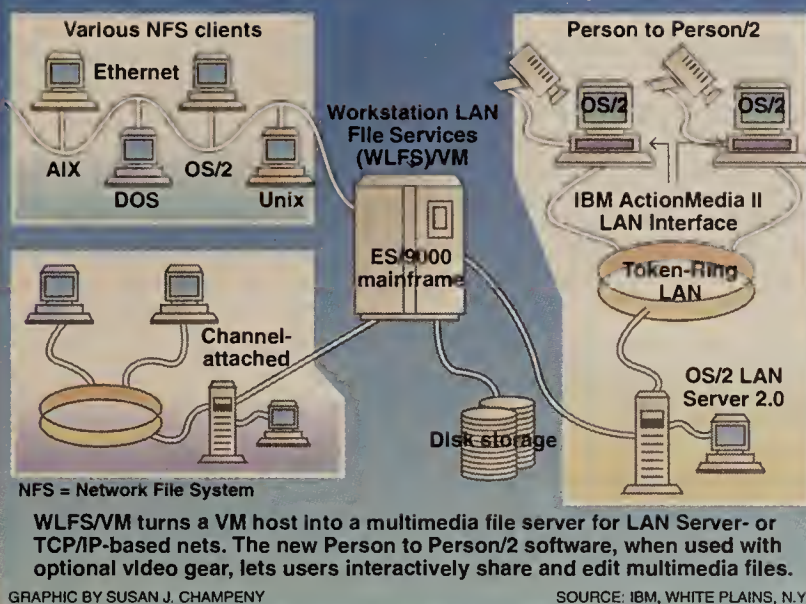 Various NFS clients
Ethernet
AIX
DOS
OS/2
Unix
Workstation LAN
File Services
(WLFS)/VM
ES/9000
mainframe
Channel-
attached
Disk storage
Person to Person/2
OS/2
OS/2
IBM ActionMedia II
LAN Interface
Token-Ring
LAN
OS/2 LAN
Server 2.0
NFS = Network File System
WLFS/VM turns a VM host into a multimedia file server for LAN Server- or
TCP/IP-based nets. The new Person to Person/2 software, when used with
optional video gear, lets users interactively share and edit multimedia files.
GRAPHIC BY SUSAN J. CHAMPENY
SOURCE: IBM, WHITE PLAINS, N.Y